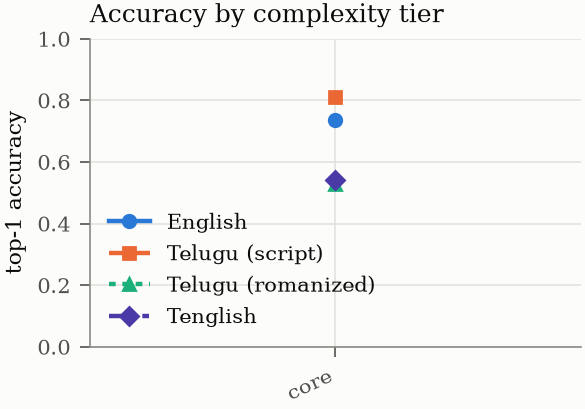 Accuracy by complexity tier
1.0
0.8
0.6
0.4
0.2
0.0
top-1 accuracy
English
Telugu (script)
Telugu (romanized)
Tenglish
core